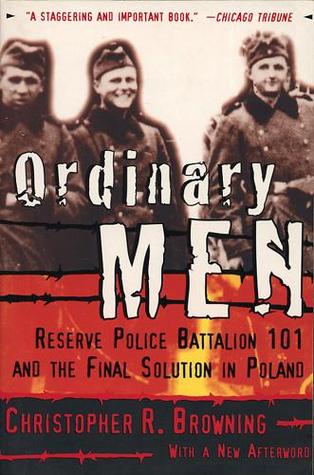 "A STAGGERING AND IMPORTANT BOOK." —CHICAGO TRIBUNE
Ordinary
MEN
RESERVE POLICE BATTALION 101
AND THE FINAL SOLUTION IN POLAND
CHRISTOPHER R. BROWNING
WITH A NEW AFTERWORD